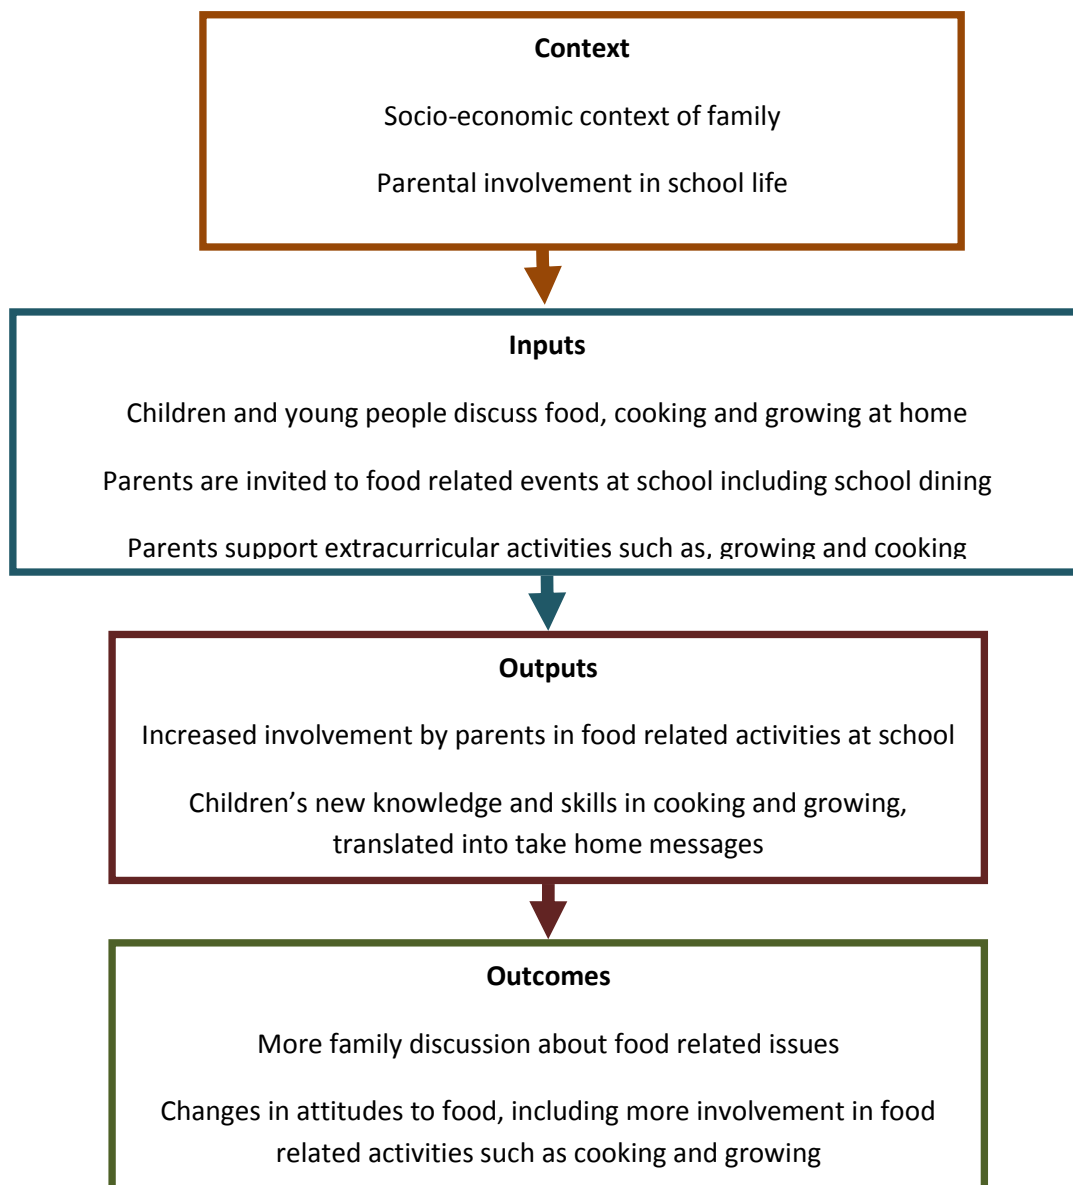 Context
Socio-economic context of family
Parental involvement in school life
Inputs
Children and young people discuss food, cooking and growing at home
Parents are invited to food related events at school including school dining
Parents support extracurricular activities such as, growing and cooking
Outputs
Increased involvement by parents in food related activities at school
Children’s new knowledge and skills in cooking and growing,
translated into take home messages
Outcomes
More family discussion about food related issues
Changes in attitudes to food, including more involvement in food
related activities such as cooking and growing